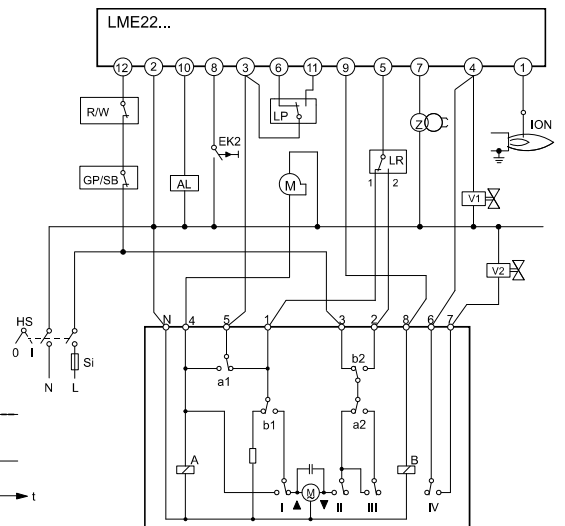 LME22...
12 2 10 8 3 6 11 9 5 7 4 1
R/W
LP
Z
ION
EK2
GP/SB
AL
M
LR
1 2
V1
V2
HS
0 I
Si
N L
N 4 5 1 3 2 8 6 7
a1
b2
b1
a2
A
B
M
I II III IV
t